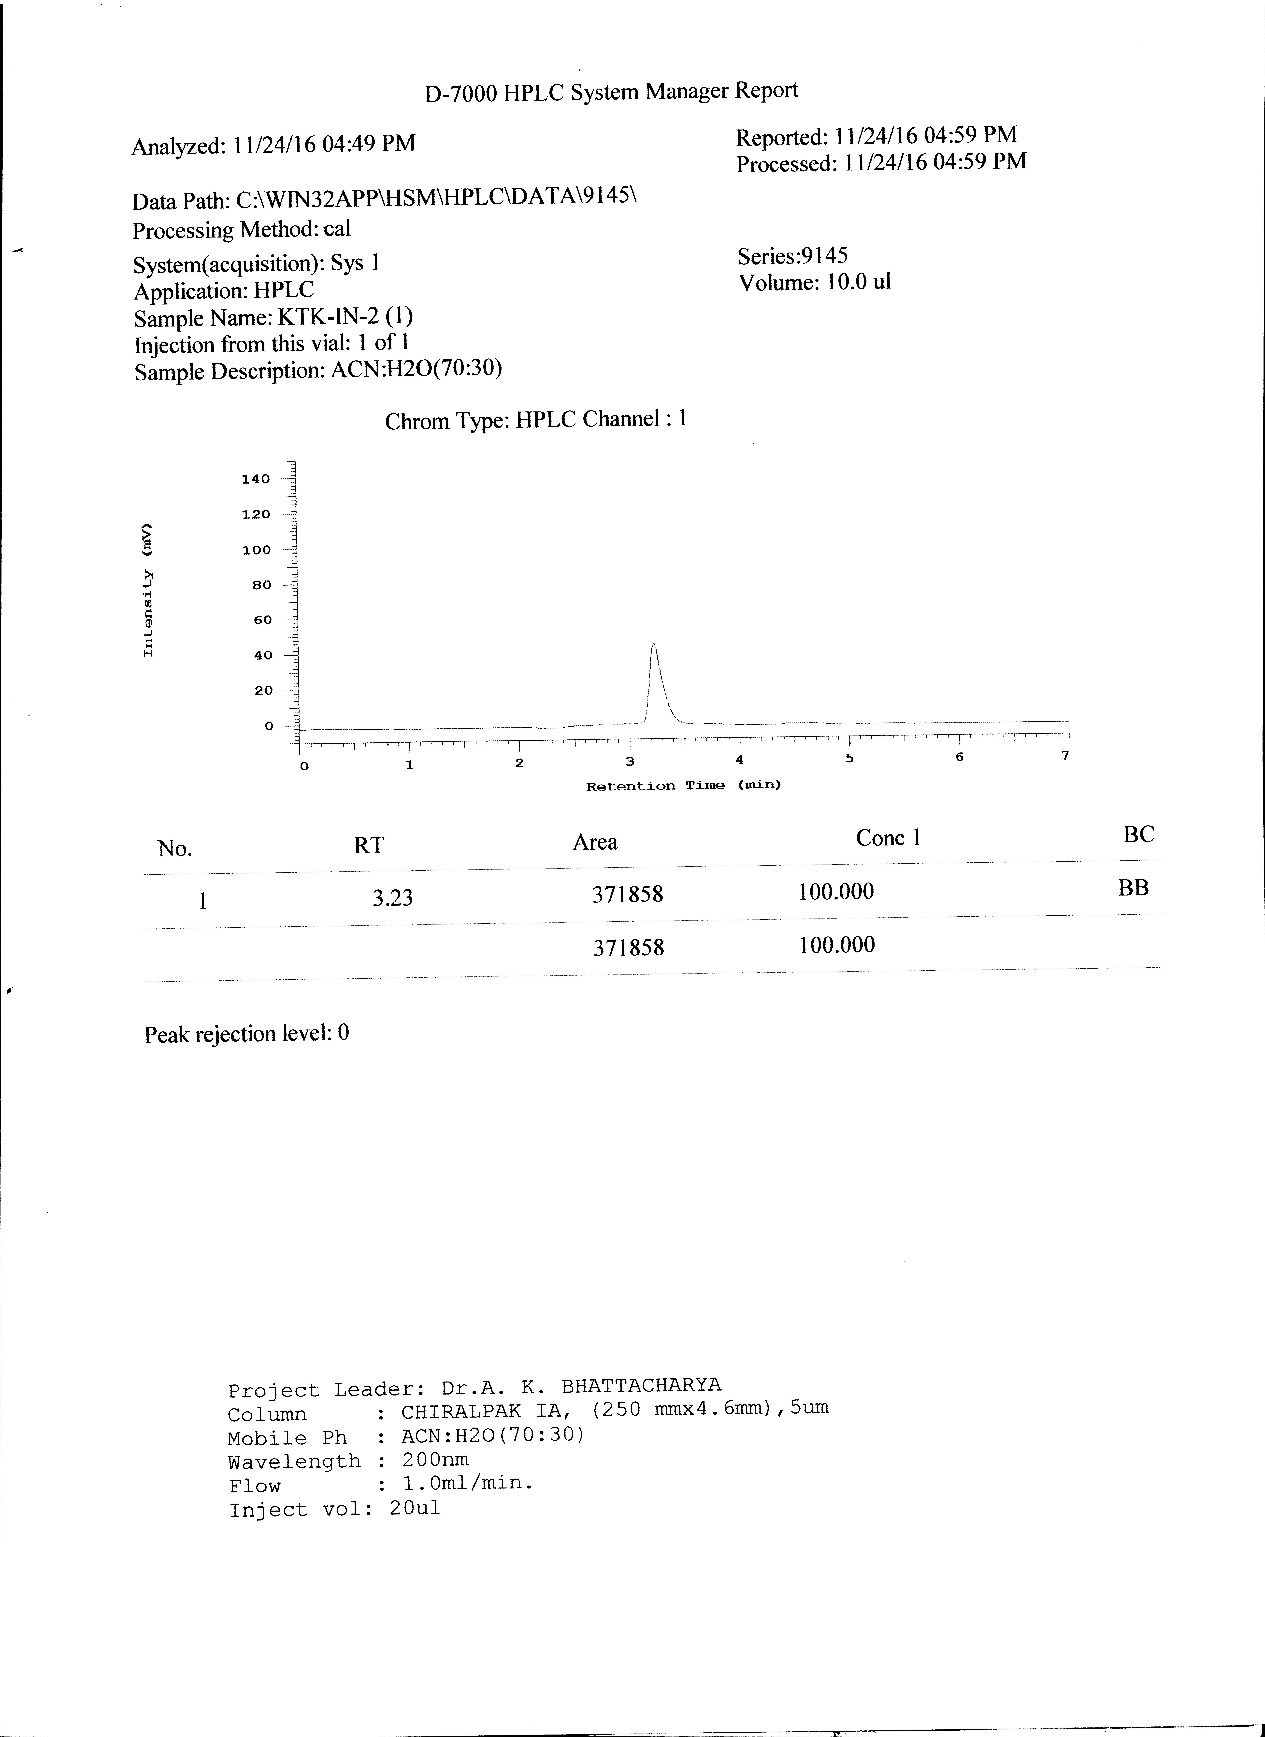 D-7000 HPLC System Manager Report
Analyzed: 11/24/16 04:49 PM
Reported: 11/24/16 04:59 PM
Processed: 11/24/16 04:59 PM
Data Path: C:\WIN32APP\HSM\HPLC\DATA\9145\
Processing Method: cal
System(acquisition): Sys 1
Series:9145
Application: HPLC
Volume: 10.0 ul
Sample Name: KTK-IN-2 (1)
Injection from this vial: 1 of 1
Sample Description: ACN:H2O(70:30)
Chrom Type: HPLC Channel : 1
140
120
100
80
60
40
20
0
Intensity (mV)
0 1 2 3 4 5 6 7
Retention Time (min)
No. RT Area Conc 1 BC
1 3.23 371858 100.000 BB
371858 100.000
Peak rejection level: 0
Project Leader: Dr.A. K. BHATTACHARYA
Column : CHIRALPAK IA, (250 mmx4.6mm),5um
Mobile Ph : ACN:H2O(70:30)
Wavelength : 200nm
Flow : 1.0ml/min.
Inject vol: 20ul